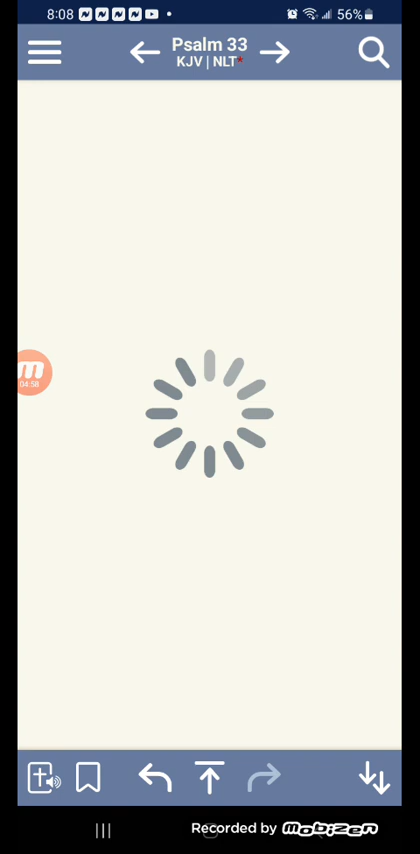 8:08
56%
Psalm 33
KJV | NLT*
m
04:58
Recorded by mobizen